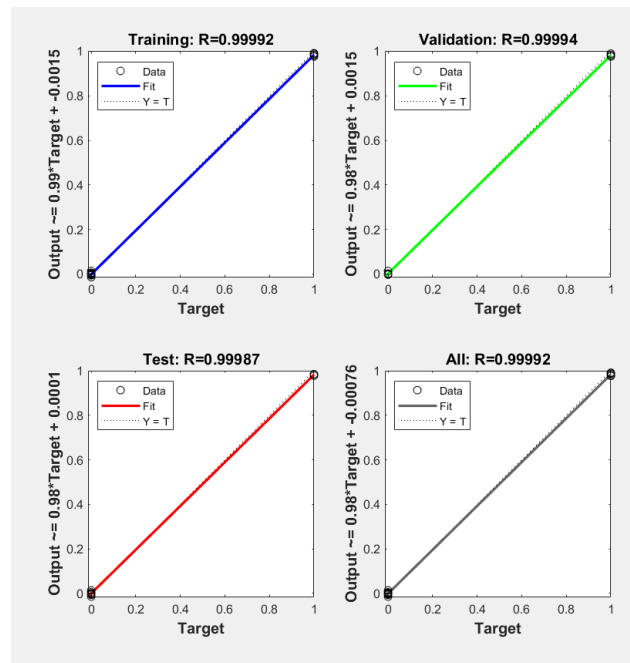 Training: R=0.99992
Output ~= 0.99*Target + -0.0015
1
0.8
0.6
0.4
0.2
0
Data
Fit
Y = T
0 0.2 0.4 0.6 0.8 1
Target
Validation: R=0.99994
Output ~= 0.98*Target + 0.0015
1
0.8
0.6
0.4
0.2
0
Data
Fit
Y = T
0 0.2 0.4 0.6 0.8 1
Target
Test: R=0.99987
Output ~= 0.98*Target + 0.0001
1
0.8
0.6
0.4
0.2
0
Data
Fit
Y = T
0 0.2 0.4 0.6 0.8 1
Target
All: R=0.99992
Output ~= 0.98*Target + -0.00076
1
0.8
0.6
0.4
0.2
0
Data
Fit
Y = T
0 0.2 0.4 0.6 0.8 1
Target